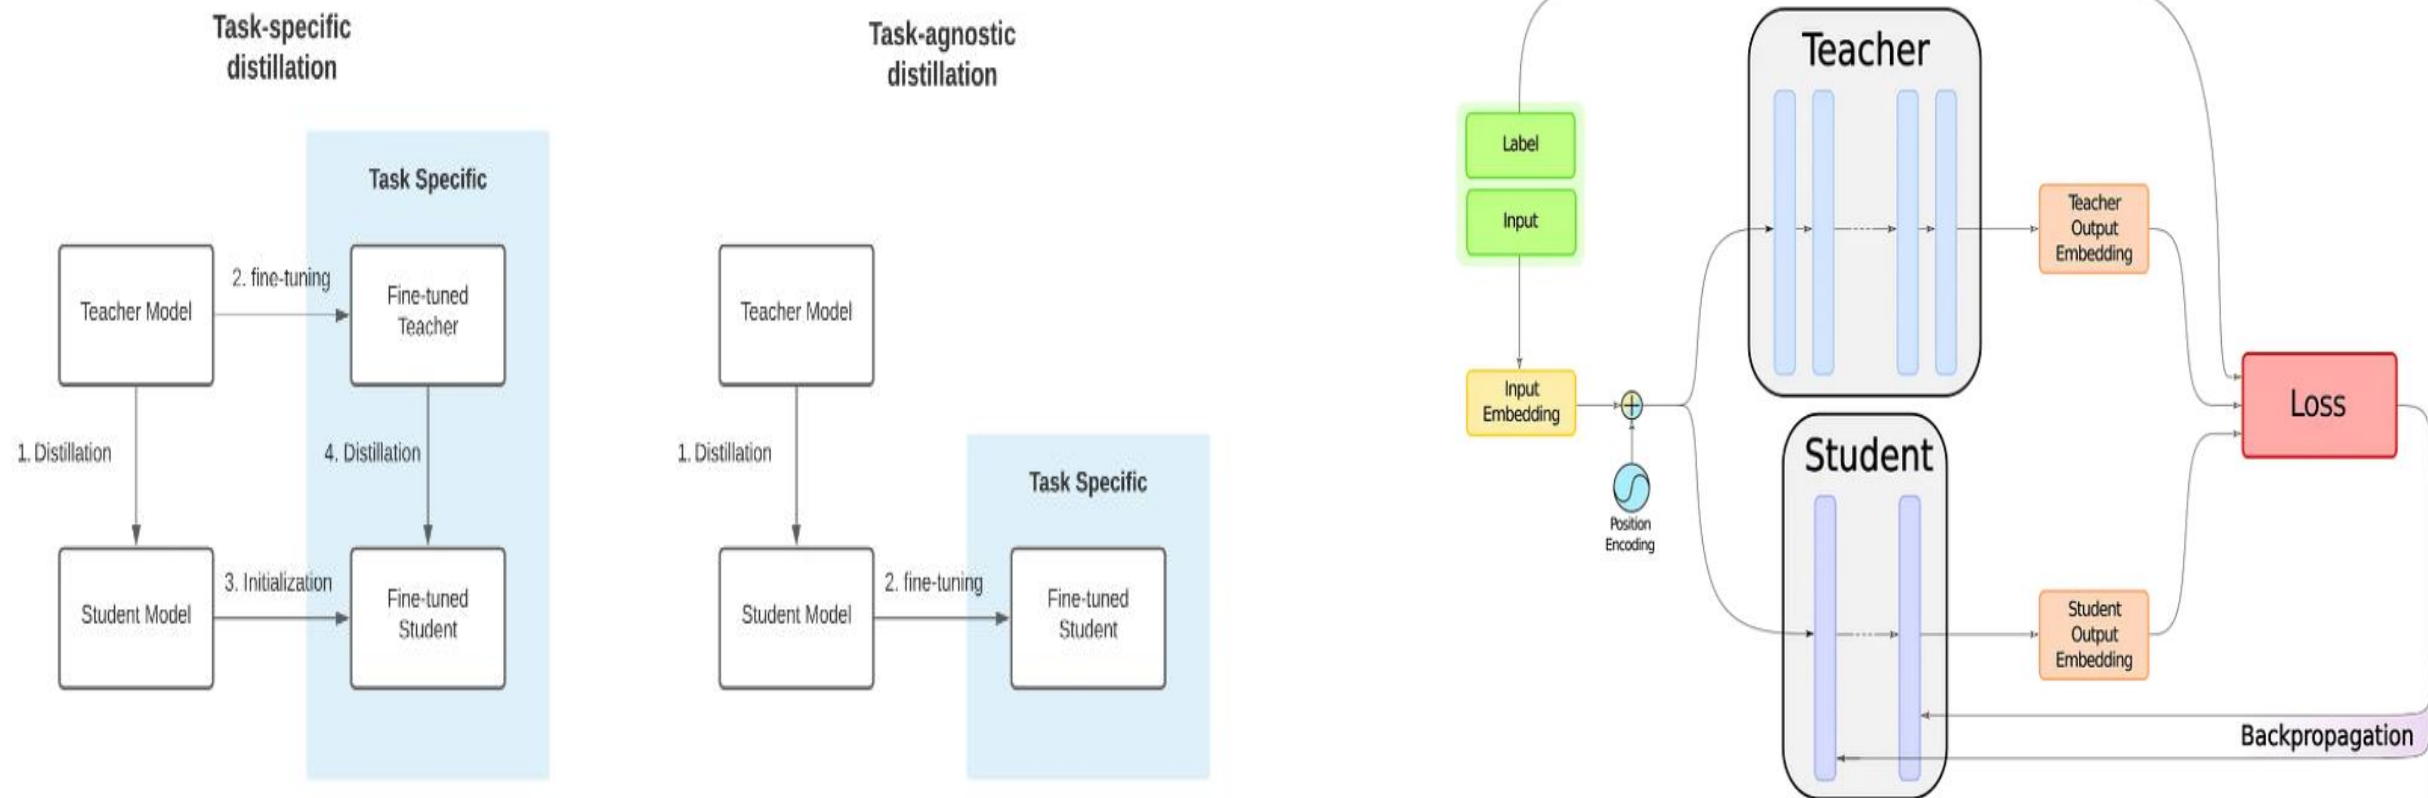 Task-specific
distillation
Task Specific
Teacher Model
2. fine-tuning
Fine-tuned
Teacher
1. Distillation
4. Distillation
Student Model
3. Initialization
Fine-tuned
Student
Task-agnostic
distillation
Teacher Model
1. Distillation
Task Specific
Student Model
2. fine-tuning
Fine-tuned
Student
Teacher
Label
Input
Teacher
Output
Embedding
Input
Embedding
Loss
Student
Position
Encoding
Student
Output
Embedding
Backpropagation